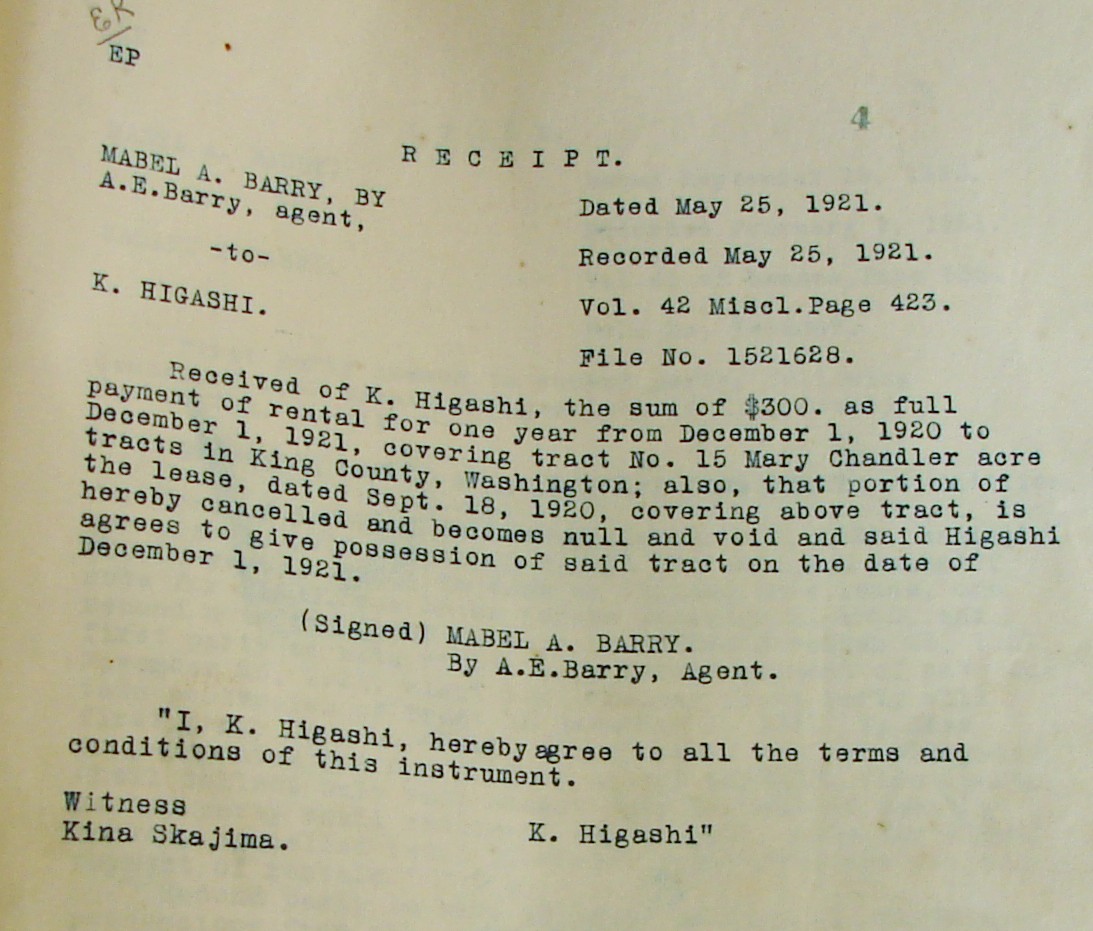 ER/
EP
4
R E C E I P T.
MABEL A. BARRY, BY
A.E.Barry, agent,
-to-
K. HIGASHI.
Dated May 25, 1921.
Recorded May 25, 1921.
Vol. 42 Miscl.Page 423.
File No. 1521628.
Received of K. Higashi, the sum of $300. as full
payment of rental for one year from December 1, 1920 to
December 1, 1921, covering tract No. 15 Mary Chandler acre
tracts in King County, Washington; also, that portion of
the lease, dated Sept. 18, 1920, covering above tract, is
hereby cancelled and becomes null and void and said Higashi
agrees to give possession of said tract on the date of
December 1, 1921.
(Signed) MABEL A. BARRY.
By A.E.Barry, Agent.
"I, K. Higashi, hereby agree to all the terms and
conditions of this instrument.
Witness
Kina Skajima.
K. Higashi"